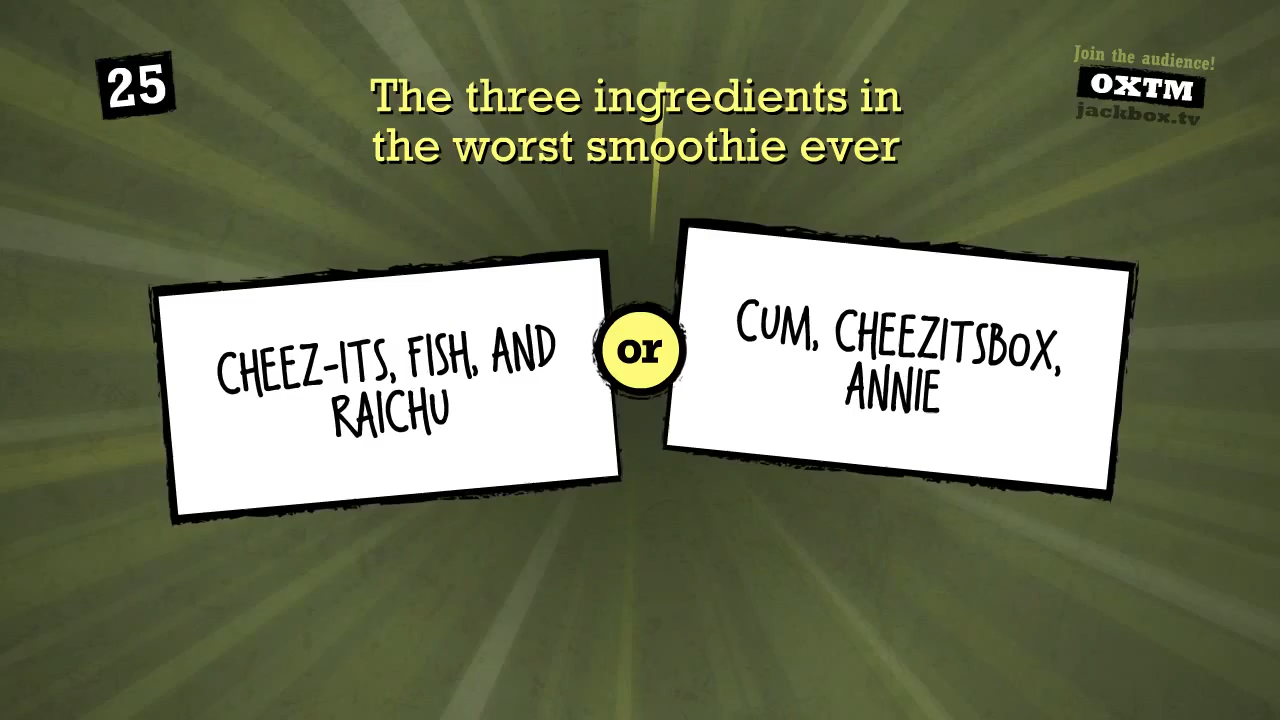 25
The three ingredients in
the worst smoothie ever
Join the audience!
OXTM
jackbox.tv
CHEEZ-ITS, FISH, AND
RAICHU
or
CUM, CHEEZITSBOX,
ANNIE